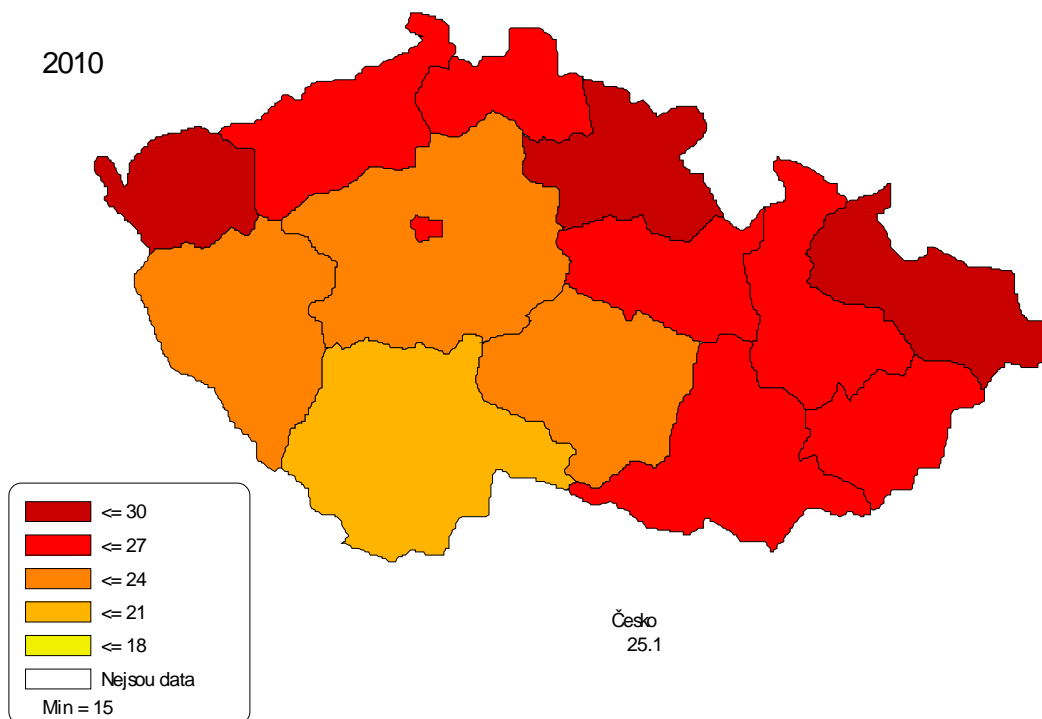 2010
<= 30
<= 27
<= 24
<= 21
<= 18
Nejsou data
Min = 15
Česko
25.1